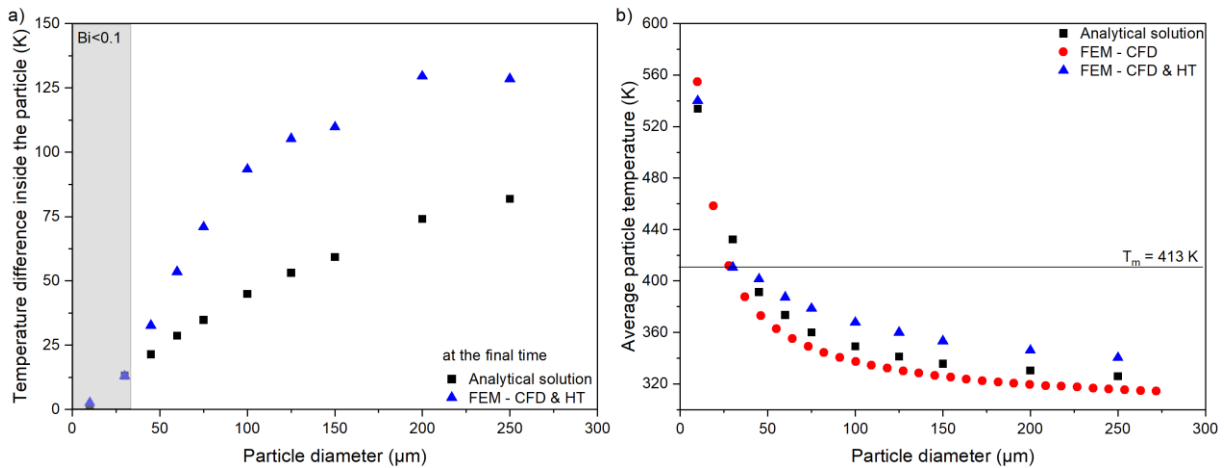 a)
Temperature difference inside the particle (K)
150
125
100
75
50
25
0
Bi<0.1
at the final time
Analytical solution
FEM - CFD & HT
0 50 100 150 200 250 300
Particle diameter (µm)
b)
Average particle temperature (K)
600
560
520
480
440
400
360
320
Analytical solution
FEM - CFD
FEM - CFD & HT
Tm = 413 K
0 50 100 150 200 250 300
Particle diameter (µm)